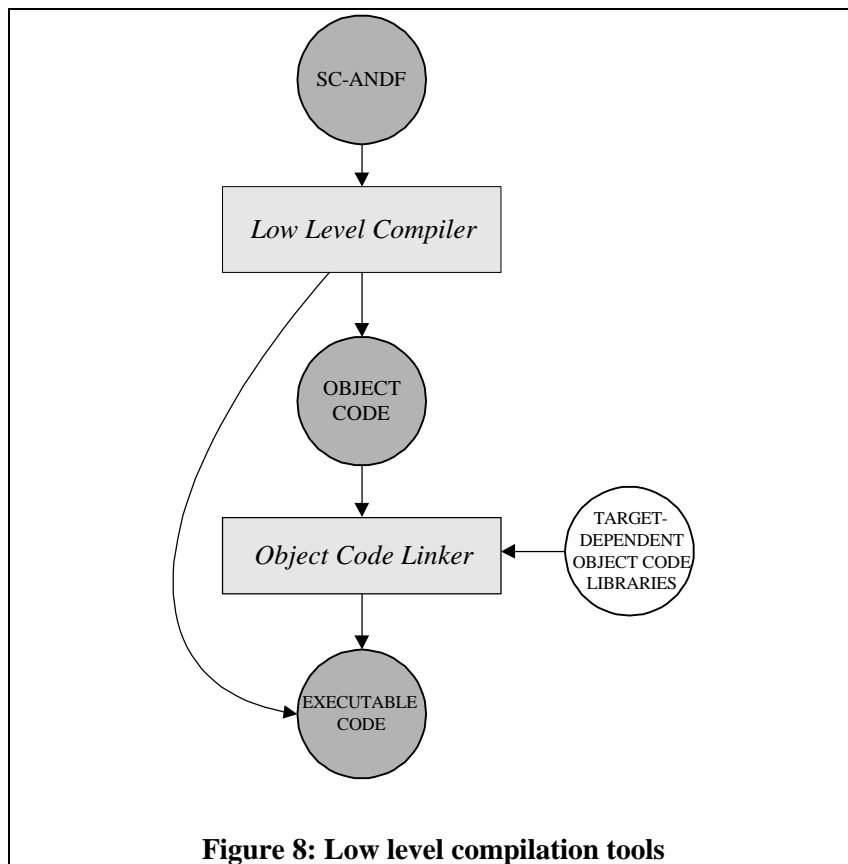 SC-ANDF
Low Level Compiler
OBJECT
CODE
Object Code Linker
TARGET-
DEPENDENT
OBJECT CODE
LIBRARIES
EXECUTABLE
CODE
Figure 8: Low level compilation tools